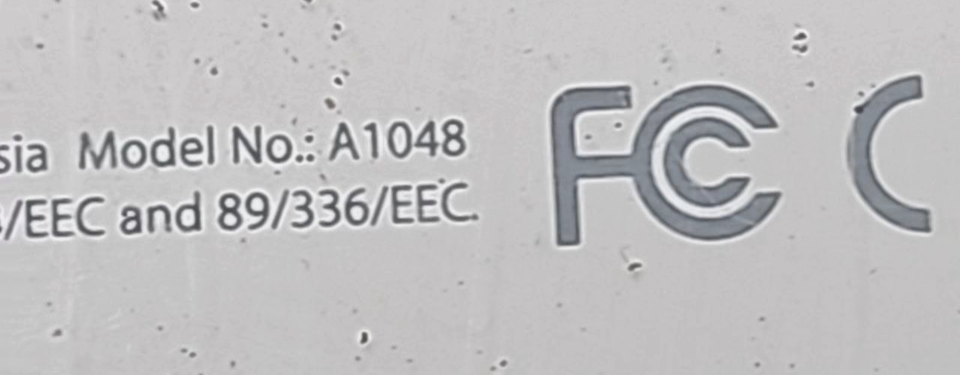 sia Model No.: A1048 FC C
/EEC and 89/336/EEC.